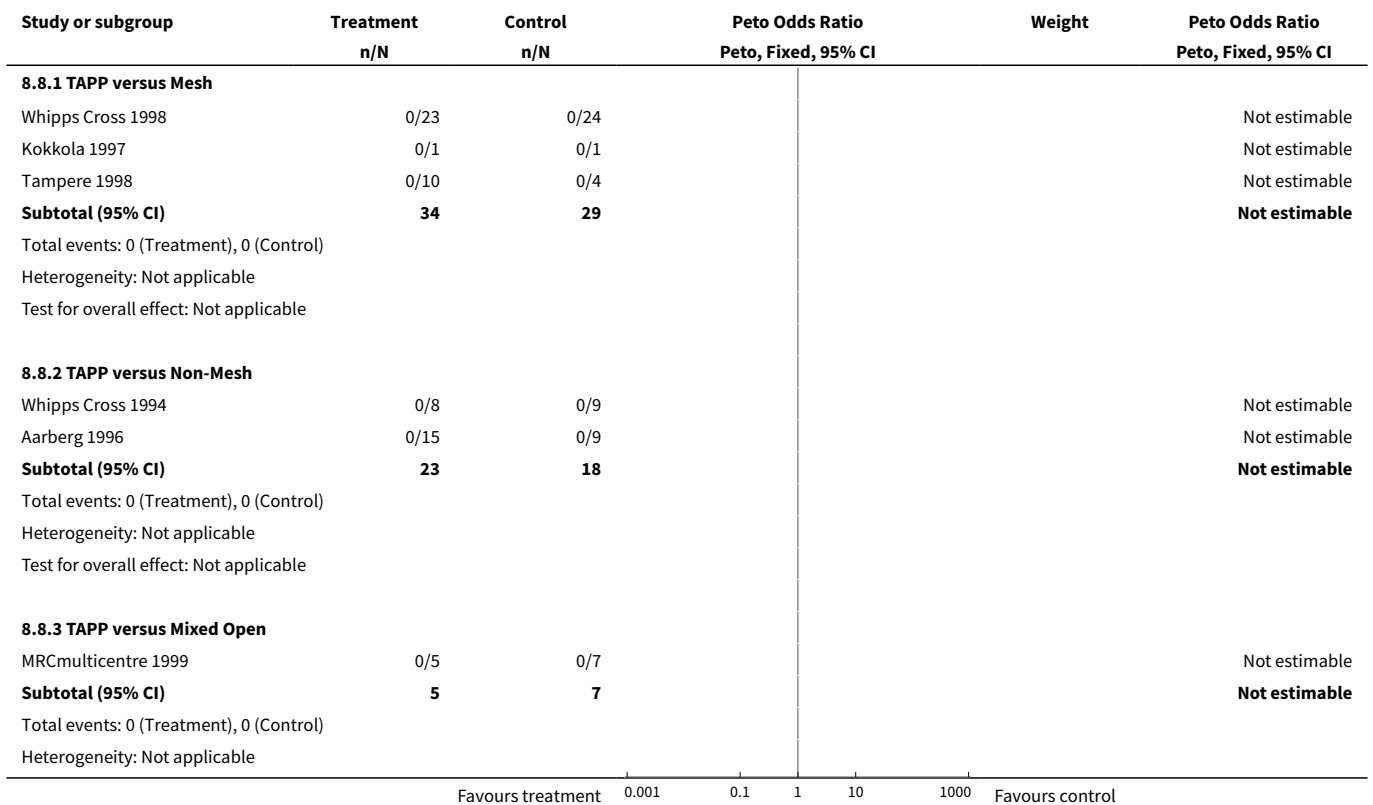 Study or subgroup Treatment Control Peto Odds Ratio Weight Peto Odds Ratio
n/N n/N Peto, Fixed, 95% CI Peto, Fixed, 95% CI
8.8.1 TAPP versus Mesh
Whipps Cross 1998 0/23 0/24 Not estimable
Kokkola 1997 0/1 0/1 Not estimable
Tampere 1998 0/10 0/4 Not estimable
Subtotal (95% CI) 34 29 Not estimable
Total events: 0 (Treatment), 0 (Control)
Heterogeneity: Not applicable
Test for overall effect: Not applicable
8.8.2 TAPP versus Non-Mesh
Whipps Cross 1994 0/8 0/9 Not estimable
Aarberg 1996 0/15 0/9 Not estimable
Subtotal (95% CI) 23 18 Not estimable
Total events: 0 (Treatment), 0 (Control)
Heterogeneity: Not applicable
Test for overall effect: Not applicable
8.8.3 TAPP versus Mixed Open
MRCmulticentre 1999 0/5 0/7 Not estimable
Subtotal (95% CI) 5 7 Not estimable
Total events: 0 (Treatment), 0 (Control)
Heterogeneity: Not applicable
Favours treatment 0.001 0.1 1 10 1000 Favours control